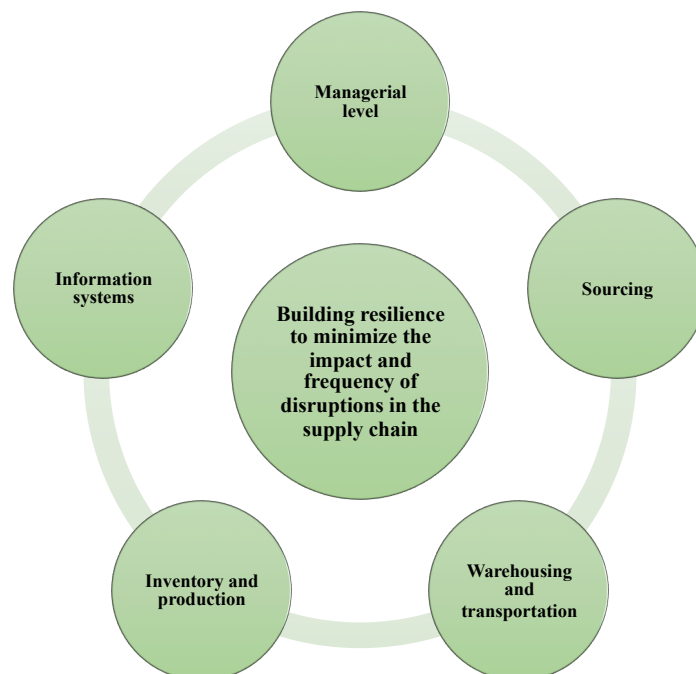 Managerial
level
Sourcing
Warehousing
and
transportation
Inventory and
production
Information
systems
Building resilience
to minimize the
impact and
frequency of
disruptions in the
supply chain